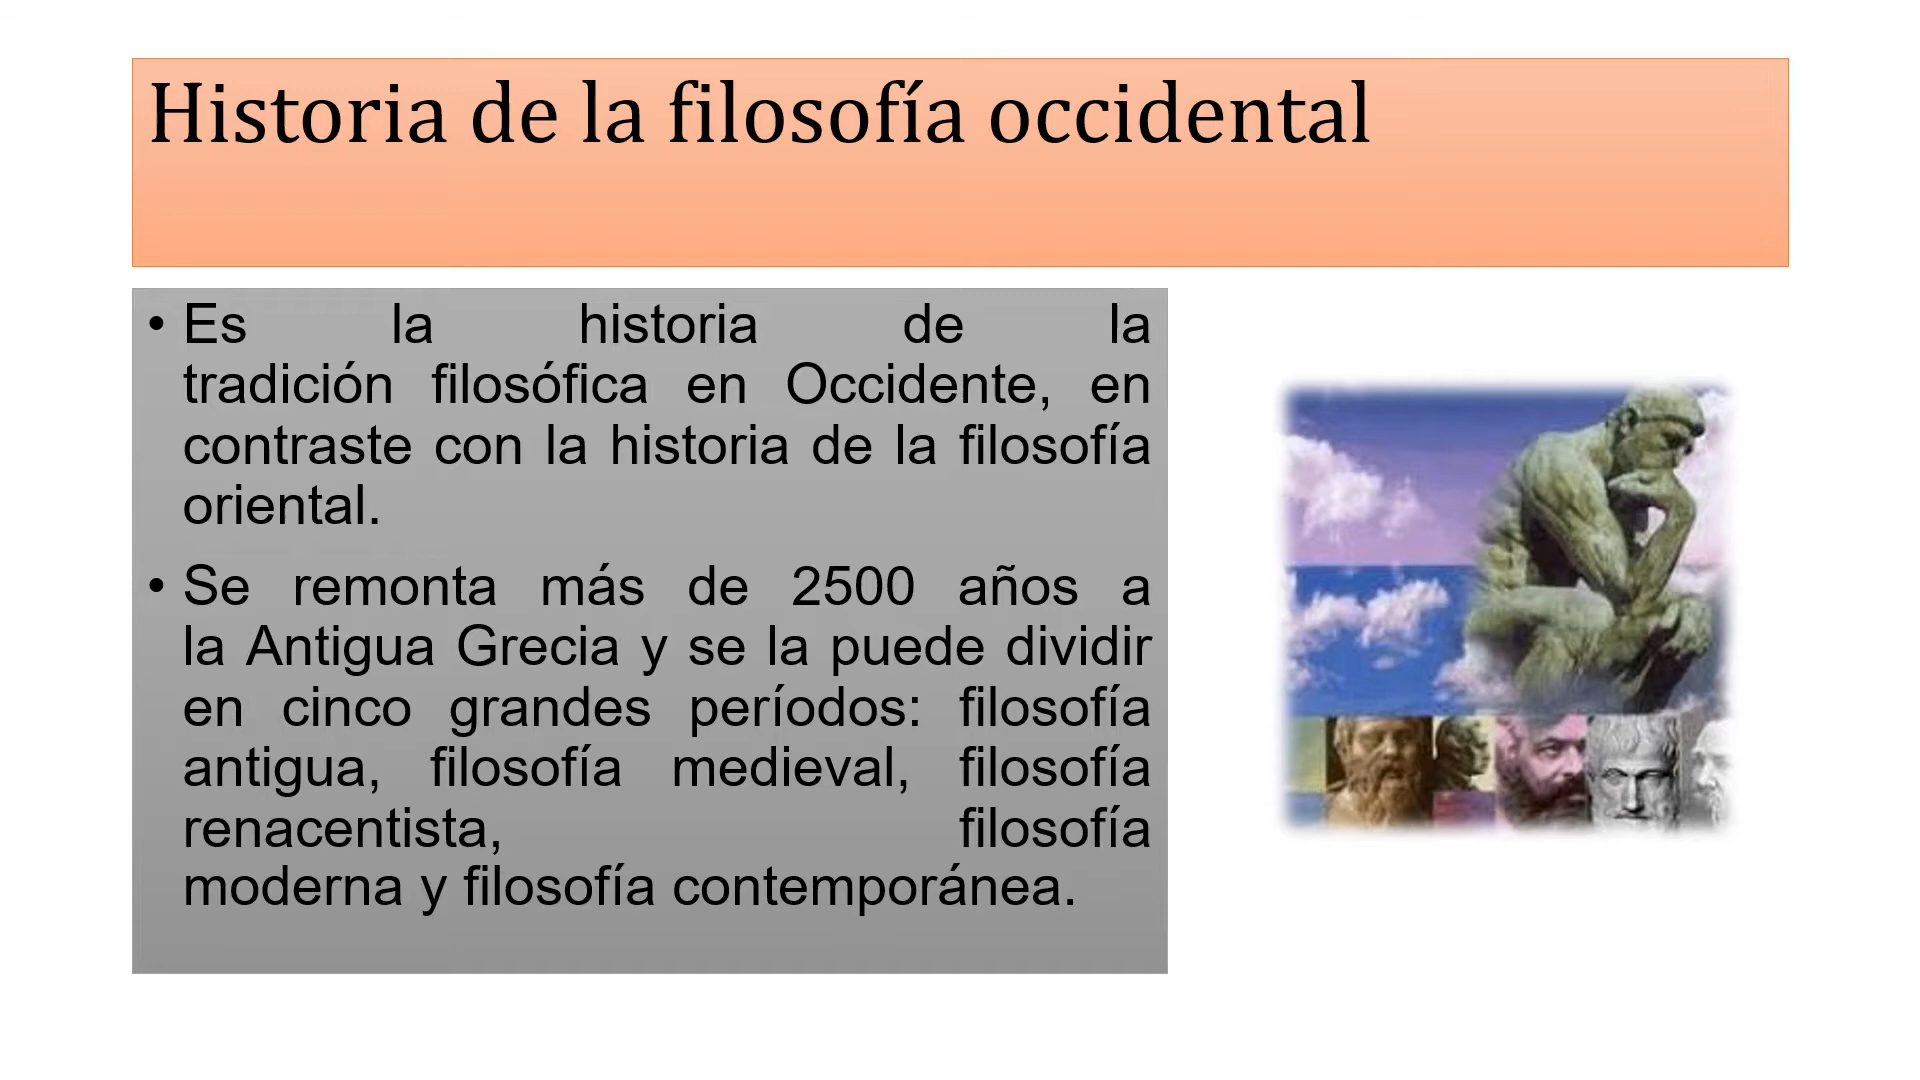 Historia de la filosofía occidental
• Es la historia de la
tradición filosófica en Occidente, en
contraste con la historia de la filosofía
oriental.
• Se remonta más de 2500 años a
la Antigua Grecia y se la puede dividir
en cinco grandes períodos: filosofía
antigua, filosofía medieval, filosofía
renacentista, filosofía
moderna y filosofía contemporánea.